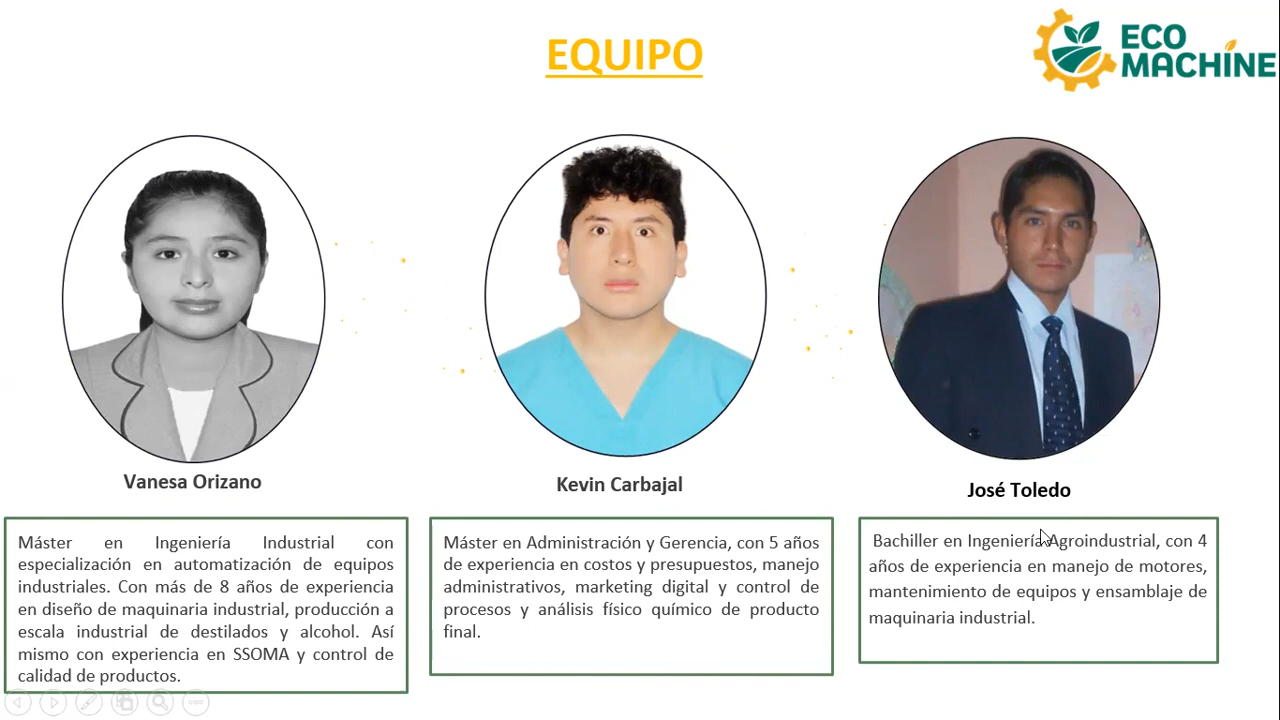 EQUIPO
ECO
MACHINE
Vanesa Orizano
Kevin Carbajal
José Toledo
Máster en Ingeniería Industrial con
especialización en automatización de equipos
industriales. Con más de 8 años de experiencia
en diseño de maquinaria industrial, producción a
escala industrial de destilados y alcohol. Así
mismo con experiencia en SSOMA y control de
calidad de productos.
Máster en Administración y Gerencia, con 5 años
de experiencia en costos y presupuestos, manejo
administrativos, marketing digital y control de
procesos y análisis físico químico de producto
final.
Bachiller en Ingeniería Agroindustrial, con 4
años de experiencia en manejo de motores,
mantenimiento de equipos y ensamblaje de
maquinaria industrial.